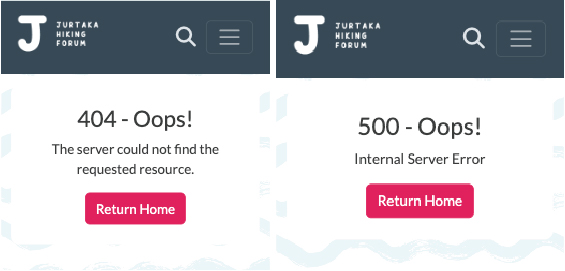 JURTAKA
HIKING
FORUM
404 - Oops!
The server could not find the
requested resource.
Return Home
JURTAKA
HIKING
FORUM
500 - Oops!
Internal Server Error
Return Home